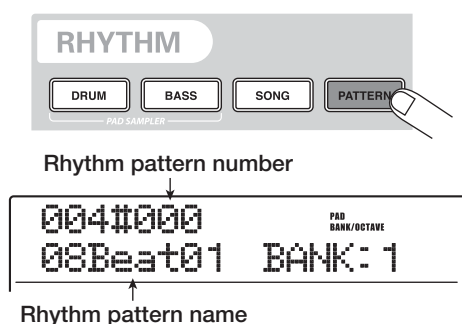 RHYTHM
DRUM BASS SONG PATTERN
PAD SAMPLER
Rhythm pattern number
004#000 PAD
BANK/OCTAVE
08Beat01 BANK:1
Rhythm pattern name